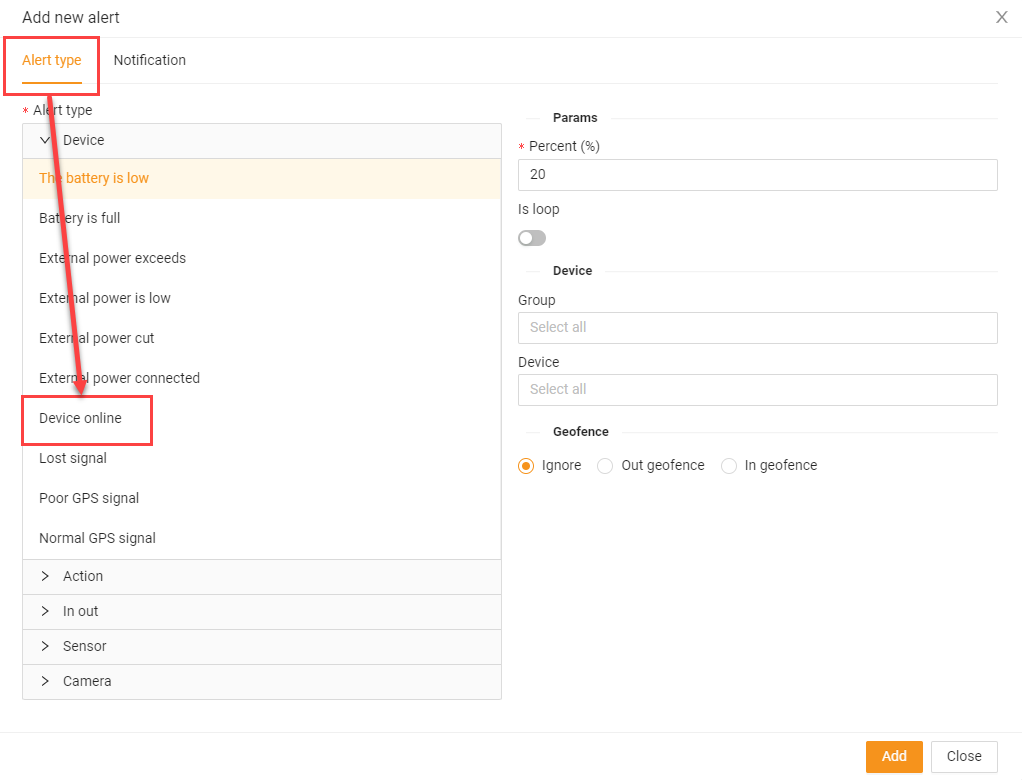 Add new alert
Alert type
Notification
* Alert type
Device
The battery is low
Battery is full
External power exceeds
External power is low
External power cut
External power connected
Device online
Lost signal
Poor GPS signal
Normal GPS signal
Action
In out
Sensor
Camera
Params
* Percent (%)
20
Is loop
Device
Group
Select all
Device
Select all
Geofence
Ignore Out geofence In geofence
Add Close